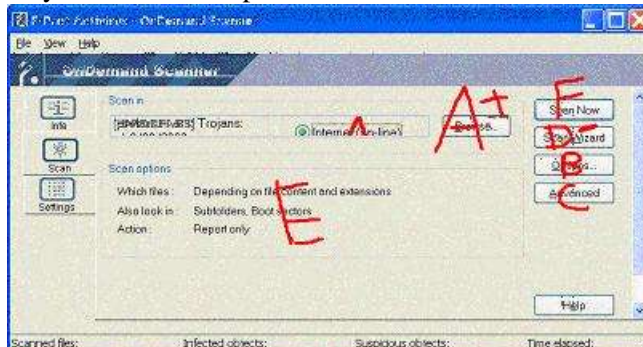 F-Prot Antivirus - OnDemand Scanner
File View Help
OnDemand Scanner
Info
Scan
Settings
Scan in
Trojans:
Internet (on-line)
A+
F
Scan Now
D-
Scan Wizard
B
C
Advanced
Scan options
Which files: Depending on file content and extensions
Also look in: Subfolders, Boot sectors
Action: Report only
E
Help
Scanned files: Infected objects: Suspicious objects: Time elapsed: